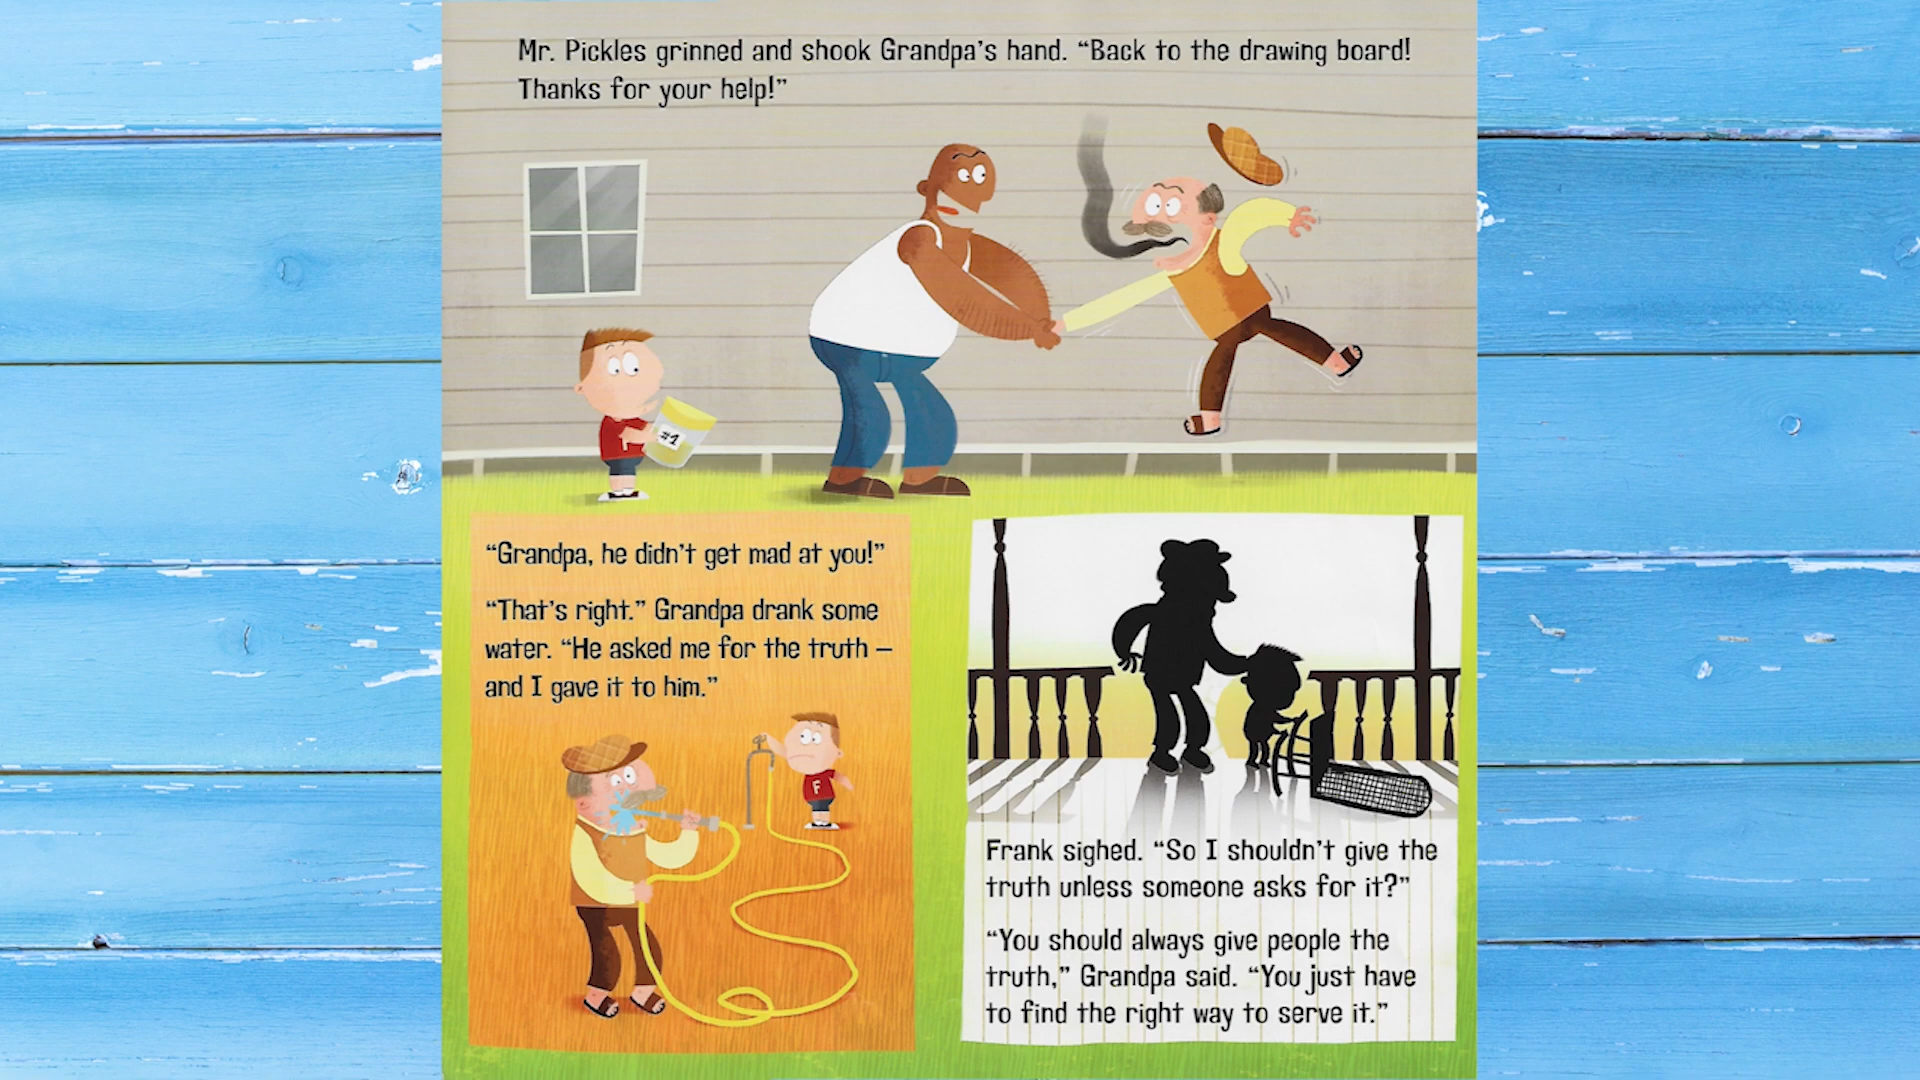 Mr. Pickles grinned and shook Grandpa's hand. “Back to the drawing board!
Thanks for your help!”
#1
“Grandpa, he didn't get mad at you!”
“That's right.” Grandpa drank some
water. “He asked me for the truth –
and I gave it to him.”
F
Frank sighed. “So I shouldn't give the
truth unless someone asks for it?”
“You should always give people the
truth,” Grandpa said. “You just have
to find the right way to serve it.”